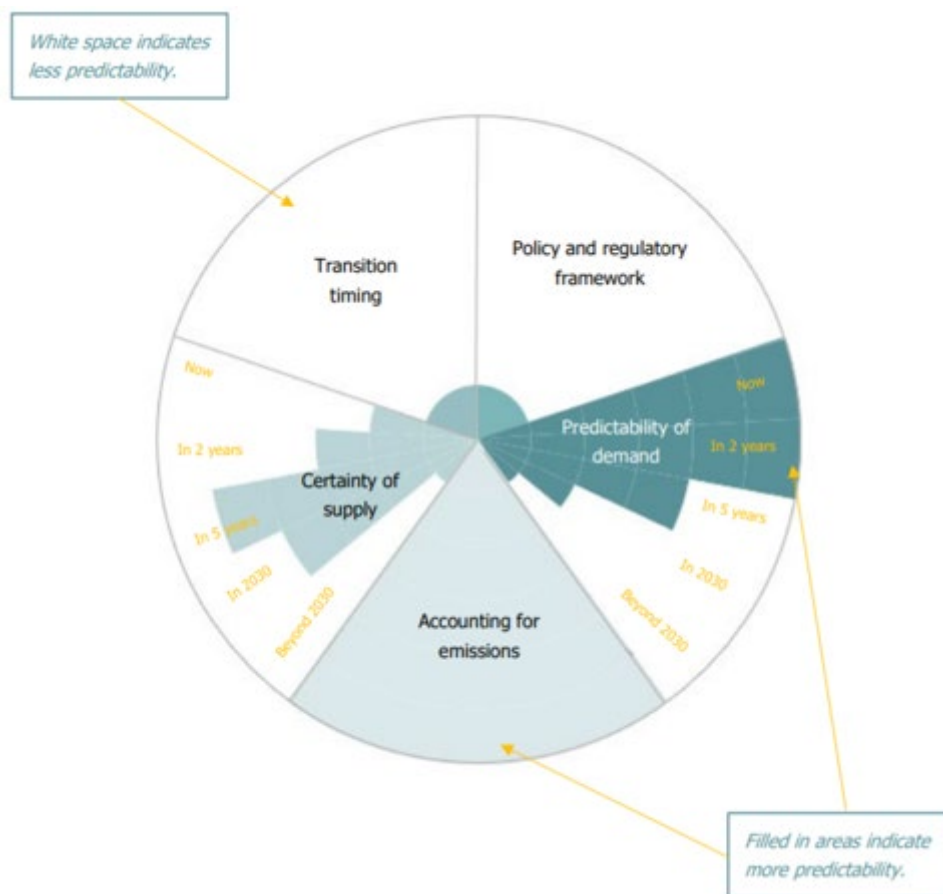 White space indicates
less predictability.
Policy and regulatory
framework
Transition
timing
Now
Now
Predictability of
demand
In 2 years
In 2 years
Certainty of
supply
In 5 years
In 5 years
In 2030
In 2030
Beyond 2030
Beyond 2030
Accounting for
emissions
Filled in areas indicate
more predictability.